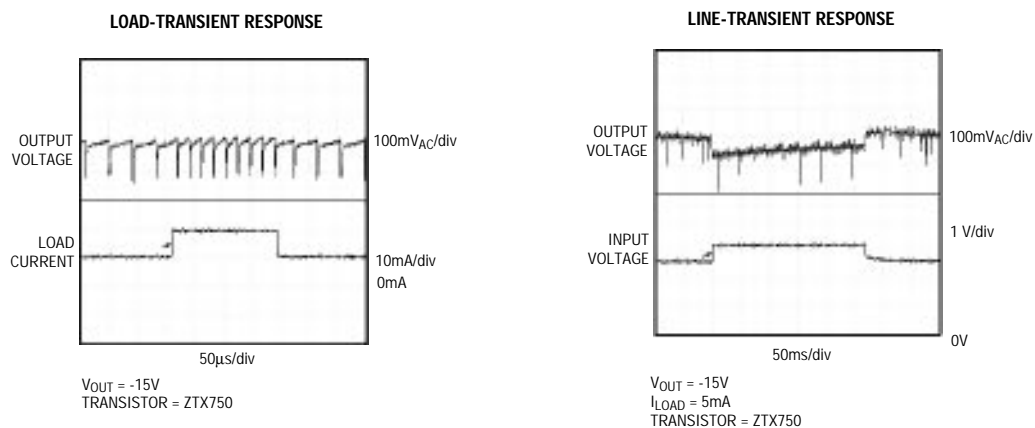 LOAD-TRANSIENT RESPONSE
OUTPUT
VOLTAGE
100mVAC/div
LOAD
CURRENT
10mA/div
0mA
50µs/div
VOUT = -15V
TRANSISTOR = ZTX750
LINE-TRANSIENT RESPONSE
OUTPUT
VOLTAGE
100mVAC/div
INPUT
VOLTAGE
1 V/div
0V
50ms/div
VOUT = -15V
ILOAD = 5mA
TRANSISTOR = ZTX750